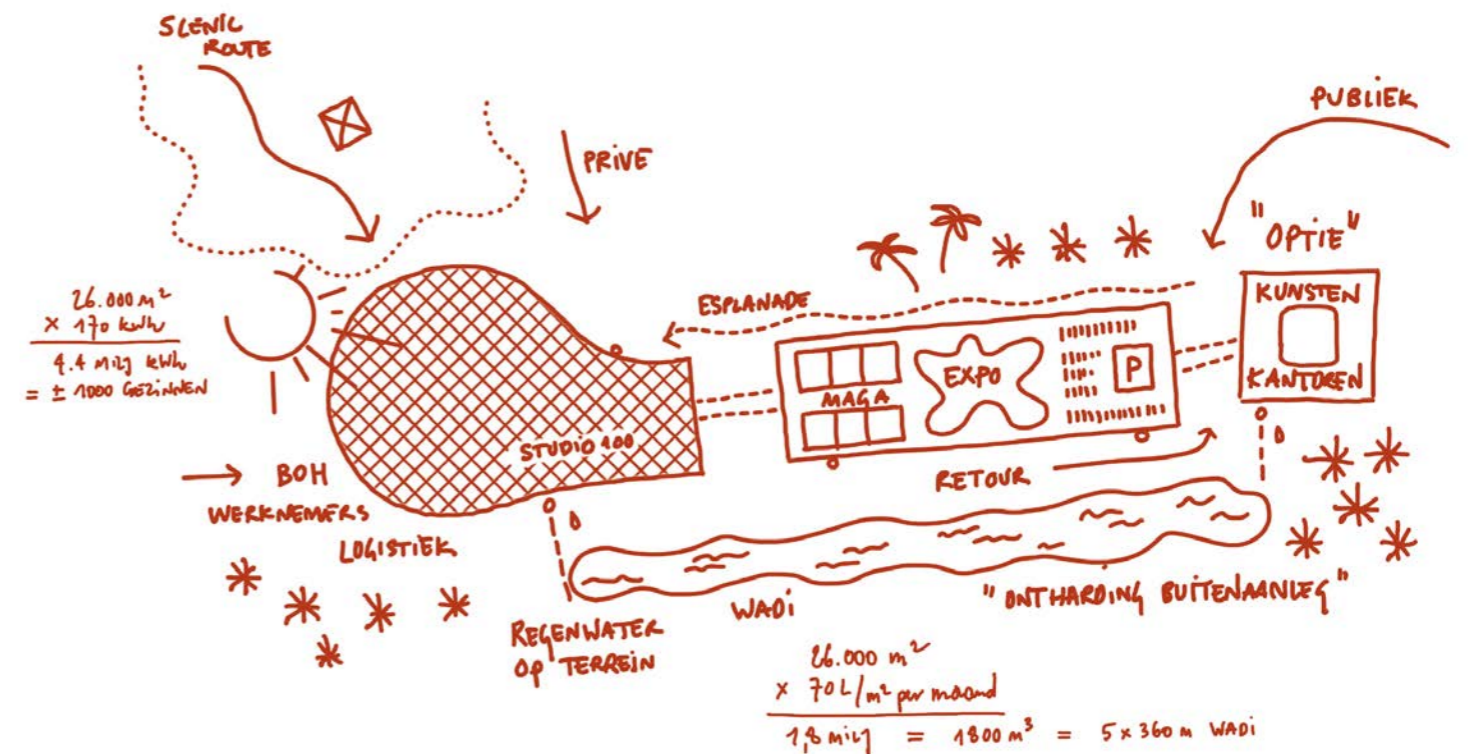 SCENIC
ROUTE
PRIVE
PUBLIEK
"OPTIE"
KUNSTEN
KANTOREN
26.000 m²
x 170 kWh
4.4 Milj kWh
= ± 1000 GEZINNEN
ESPLANADE
MAGA
EXPO
P
STUDIO 100
BOH
WERKNEMERS
LOGISTIEK
RETOUR
WADI
"ONTHARDING BUITENAANLEG"
REGENWATER
OP TERREIN
26.000 m²
x 70 L/m² per maand
1,8 milj = 1800 m³ = 5 x 360 m WADI